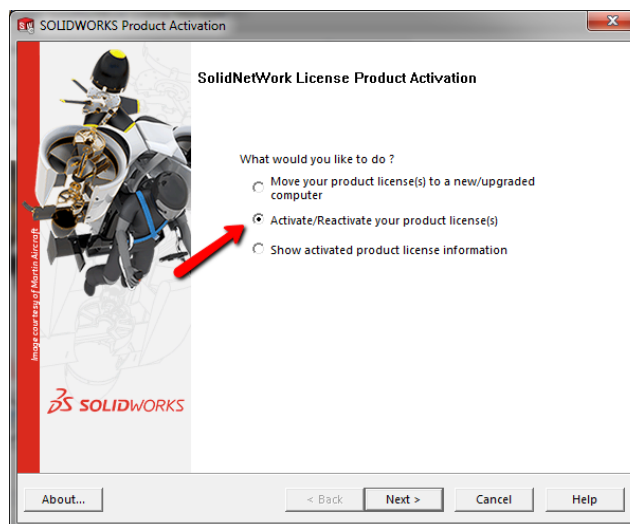 SOLIDWORKS Product Activation
SolidNetWork License Product Activation
What would you like to do ?
Move your product license(s) to a new/upgraded
computer
Activate/Reactivate your product license(s)
Show activated product license information
Image courtesy of Martin Aircraft
SOLIDWORKS
About...
< Back
Next >
Cancel
Help